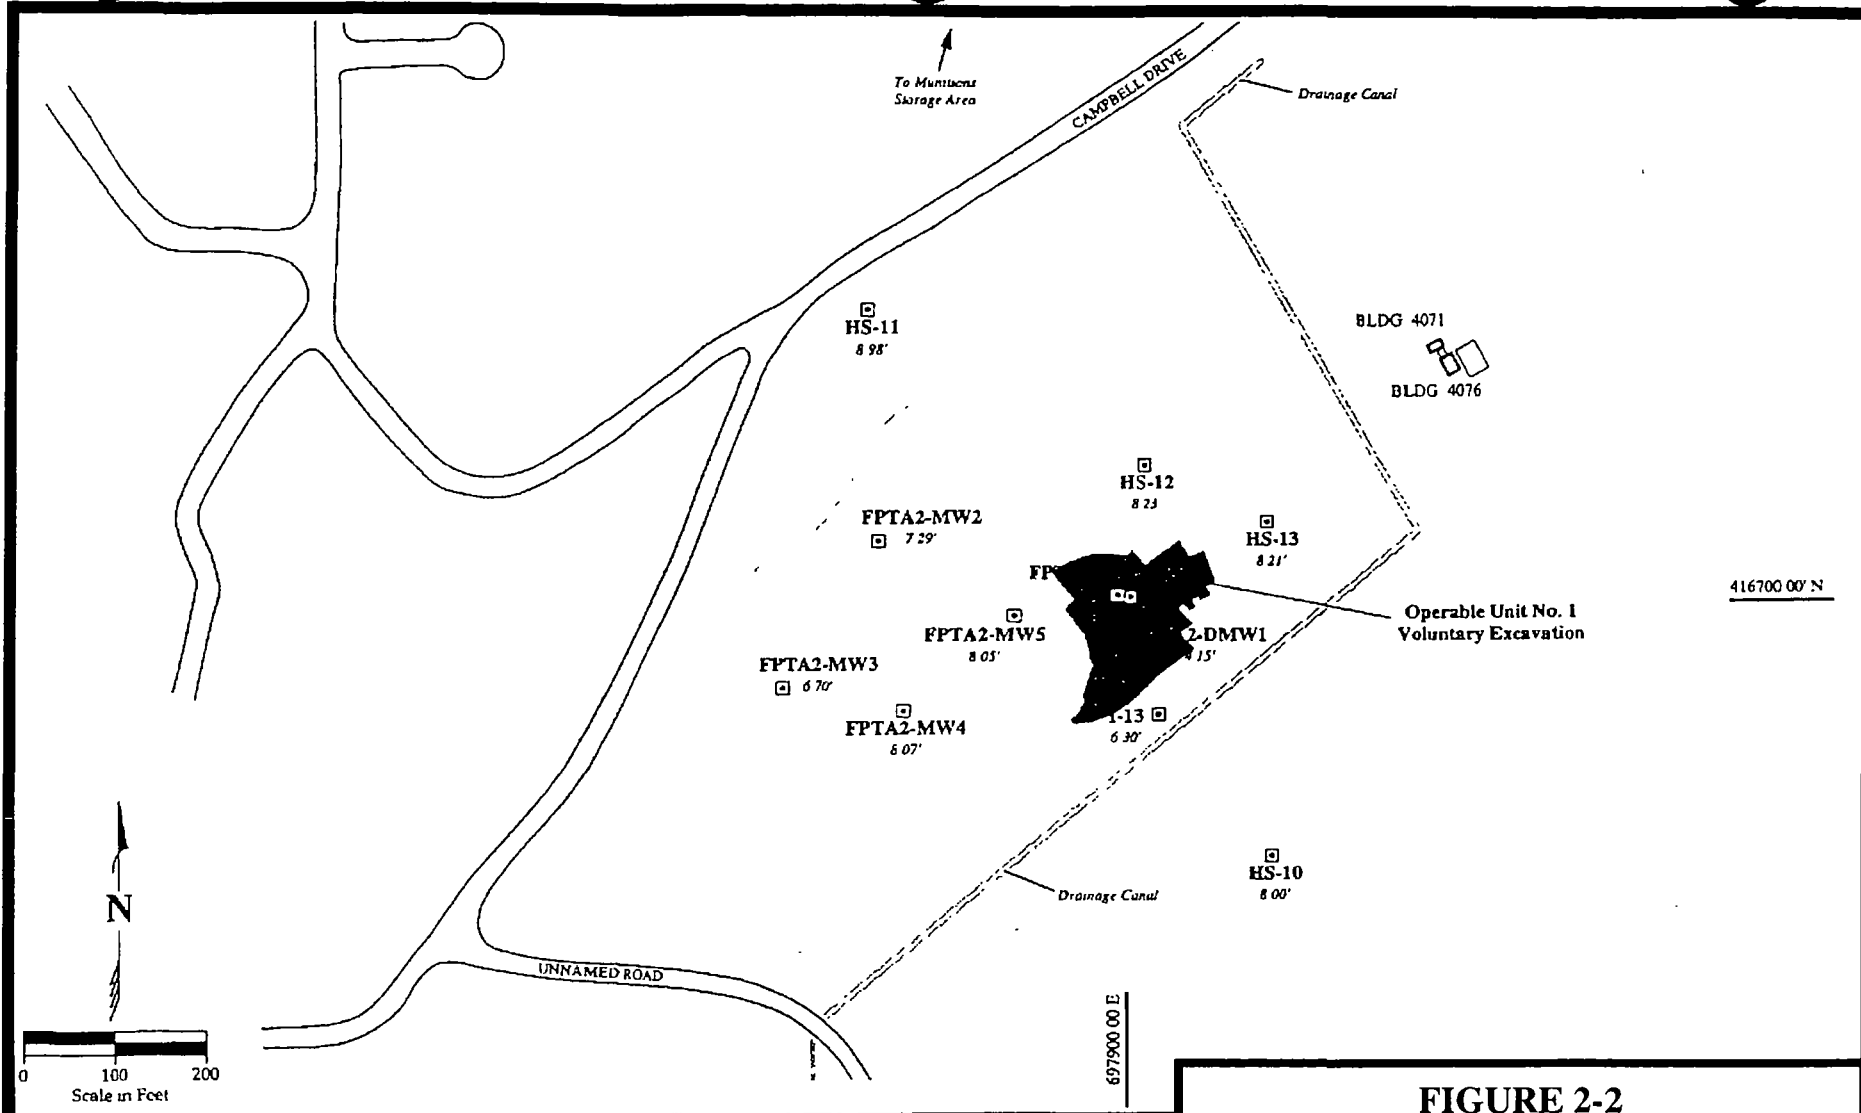 To Munitions
Storage Area
CAMPBELL DRIVE
Drainage Canal
HS-11
8 98'
BLDG 4071
BLDG 4076
HS-12
8 23
FPTA2-MW2
7 29'
HS-13
8 21'
FP
416700 00' N
Operable Unit No. 1
Voluntary Excavation
FPTA2-MW5
8 05'
2-DMW1
15'
FPTA2-MW3
6 70'
FPTA2-MW4
8 07'
1-13
6 30'
HS-10
8 00'
Drainage Canal
N
UNNAMED ROAD
697900 00 E
0 100 200
Scale in Feet
FIGURE 2-2